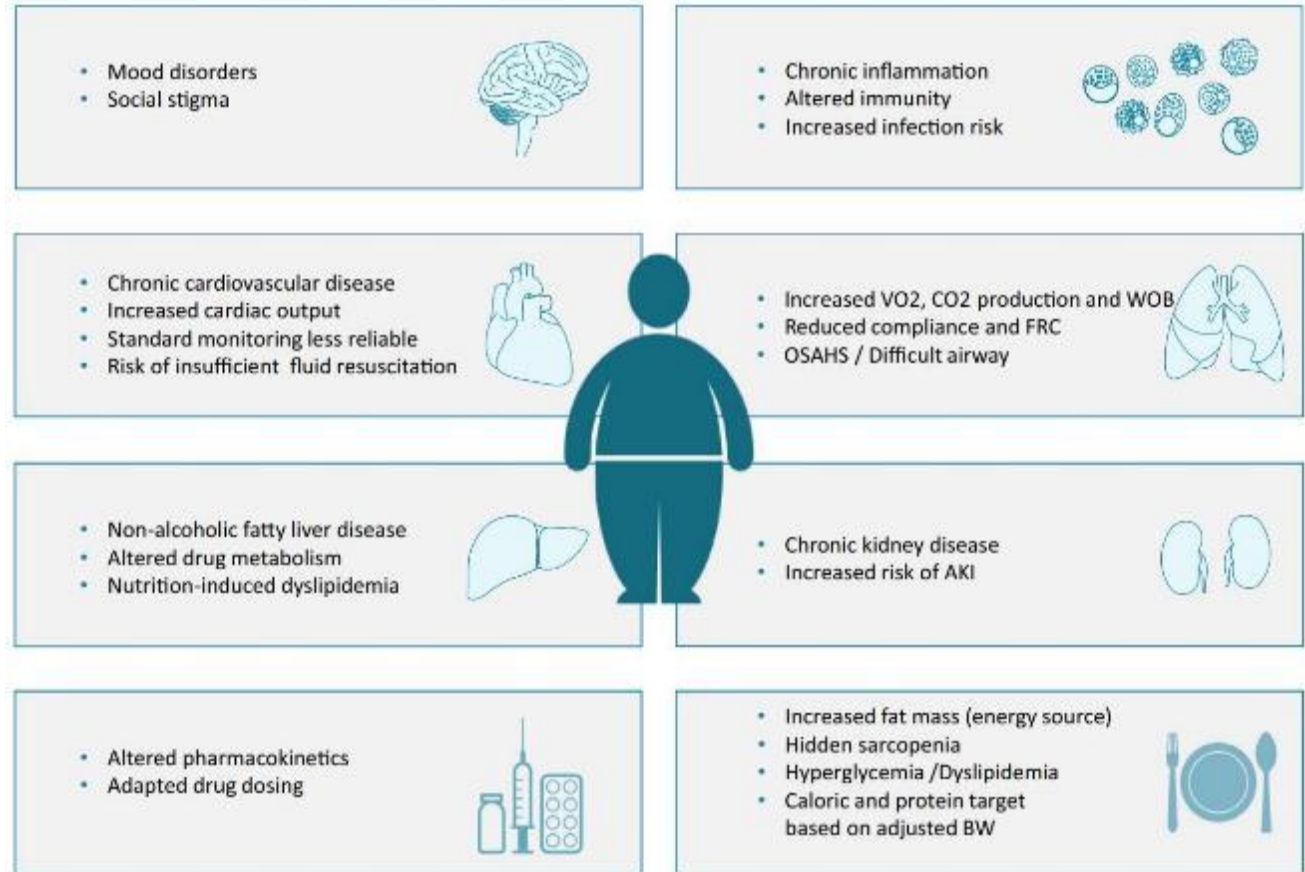 • Mood disorders
• Social stigma
• Chronic inflammation
• Altered immunity
• Increased infection risk
• Chronic cardiovascular disease
• Increased cardiac output
• Standard monitoring less reliable
• Risk of insufficient fluid resuscitation
• Increased VO2, CO2 production and WOB
• Reduced compliance and FRC
• OSAHS / Difficult airway
• Non-alcoholic fatty liver disease
• Altered drug metabolism
• Nutrition-induced dyslipidemia
• Chronic kidney disease
• Increased risk of AKI
• Altered pharmacokinetics
• Adapted drug dosing
• Increased fat mass (energy source)
• Hidden sarcopenia
• Hyperglycemia /Dyslipidemia
• Caloric and protein target
based on adjusted BW